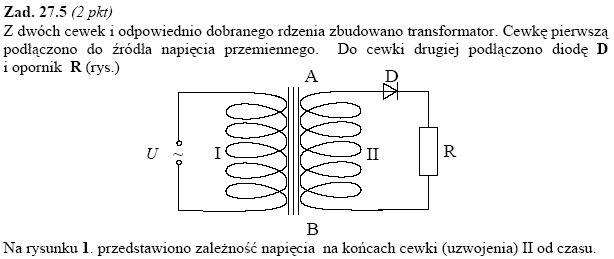 Zad. 27.5 (2 pkt)
Z dwóch cewek i odpowiednio dobranego rdzenia zbudowano transformator. Cewkę pierwszą
podłączono do źródła napięcia przemiennego. Do cewki drugiej podłączono diodę D
i opornik R (rys.)
A D
U ~ I II R
B
Na rysunku 1. przedstawiono zależność napięcia na końcach cewki (uzwojenia) II od czasu.